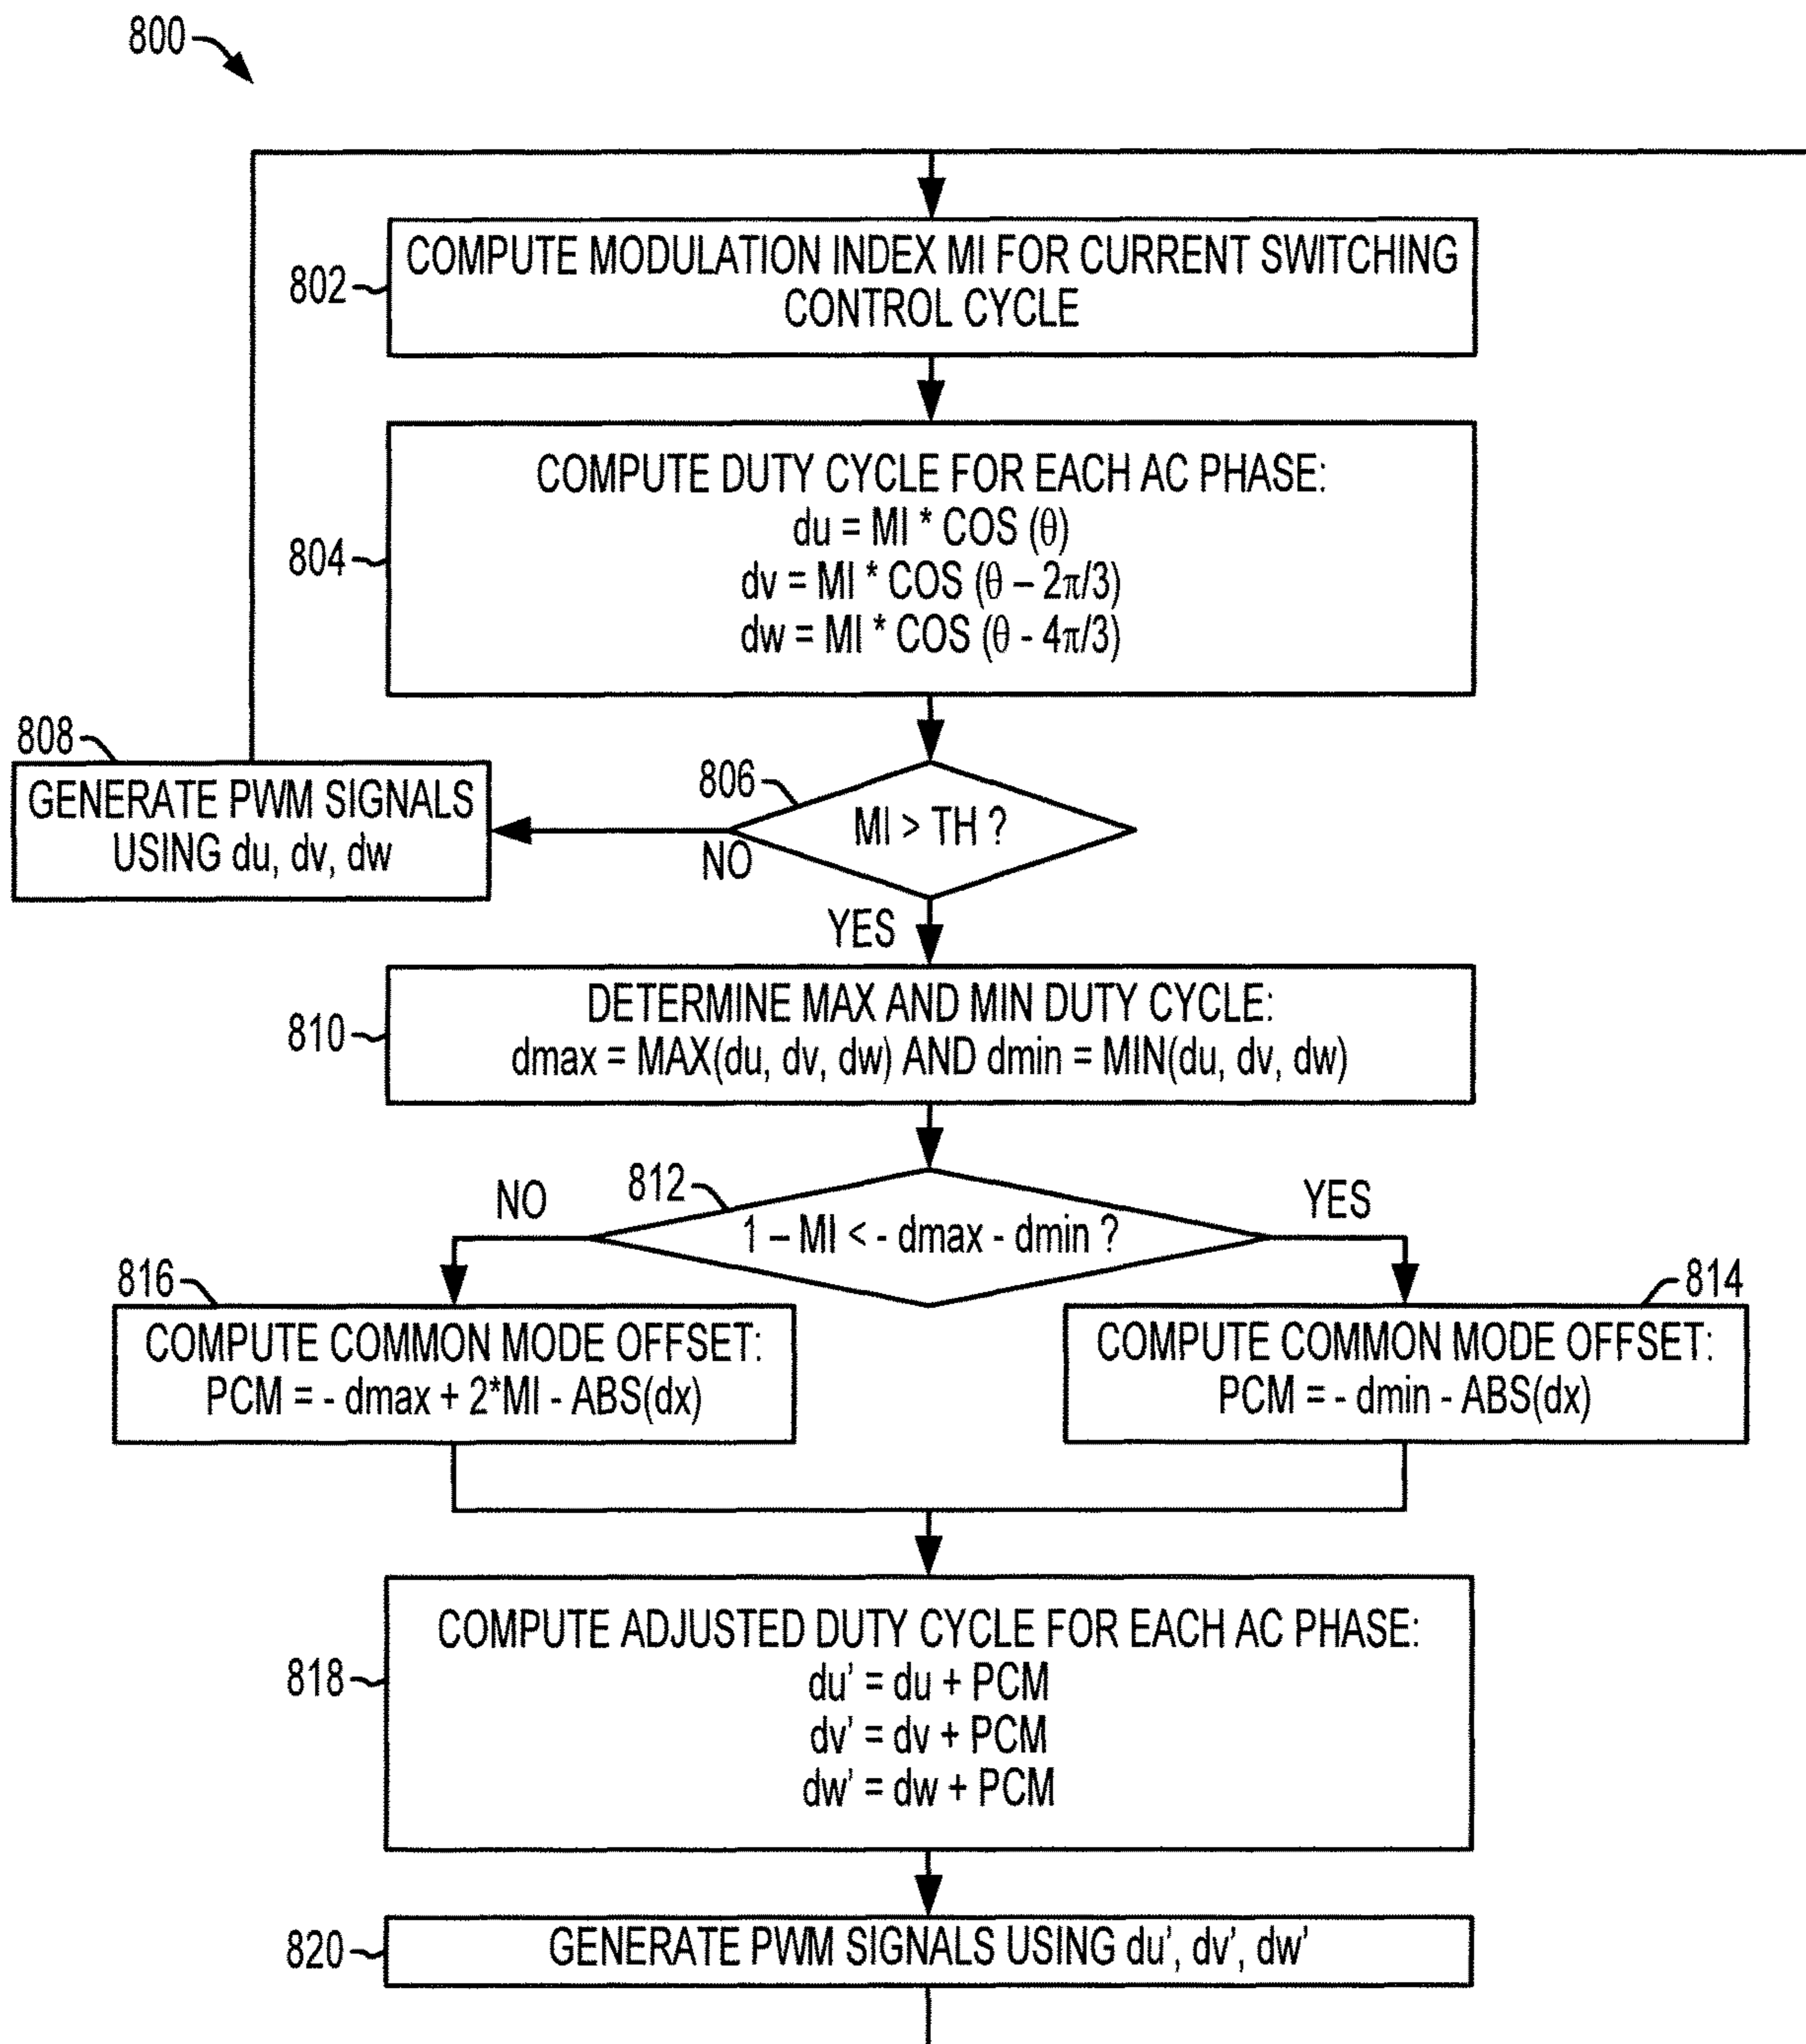 800
802
COMPUTE MODULATION INDEX MI FOR CURRENT SWITCHING
CONTROL CYCLE
804
COMPUTE DUTY CYCLE FOR EACH AC PHASE:
du = MI * COS (θ)
dv = MI * COS (θ – 2π/3)
dw = MI * COS (θ - 4π/3)
806
MI > TH ?
NO
YES
808
GENERATE PWM SIGNALS
USING du, dv, dw
810
DETERMINE MAX AND MIN DUTY CYCLE:
dmax = MAX(du, dv, dw) AND dmin = MIN(du, dv, dw)
812
1 – MI < - dmax - dmin ?
NO
YES
816
COMPUTE COMMON MODE OFFSET:
PCM = - dmax + 2*MI - ABS(dx)
814
COMPUTE COMMON MODE OFFSET:
PCM = - dmin - ABS(dx)
818
COMPUTE ADJUSTED DUTY CYCLE FOR EACH AC PHASE:
du’ = du + PCM
dv’ = dv + PCM
dw’ = dw + PCM
820
GENERATE PWM SIGNALS USING du’, dv’, dw’